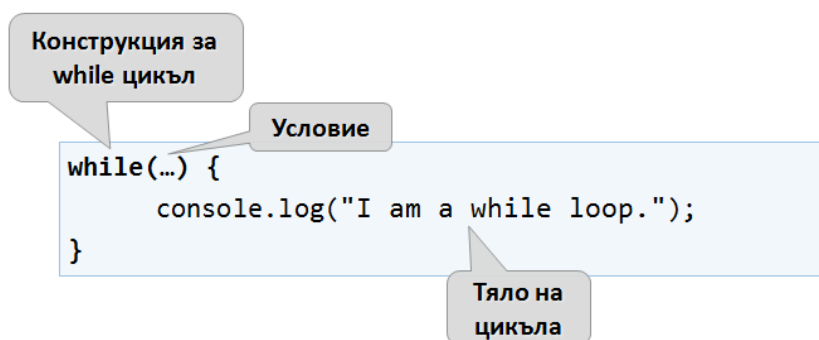 Конструкция за
while цикъл
Условие
while(…) {
console.log("I am a while loop.");
}
Тяло на
цикъла